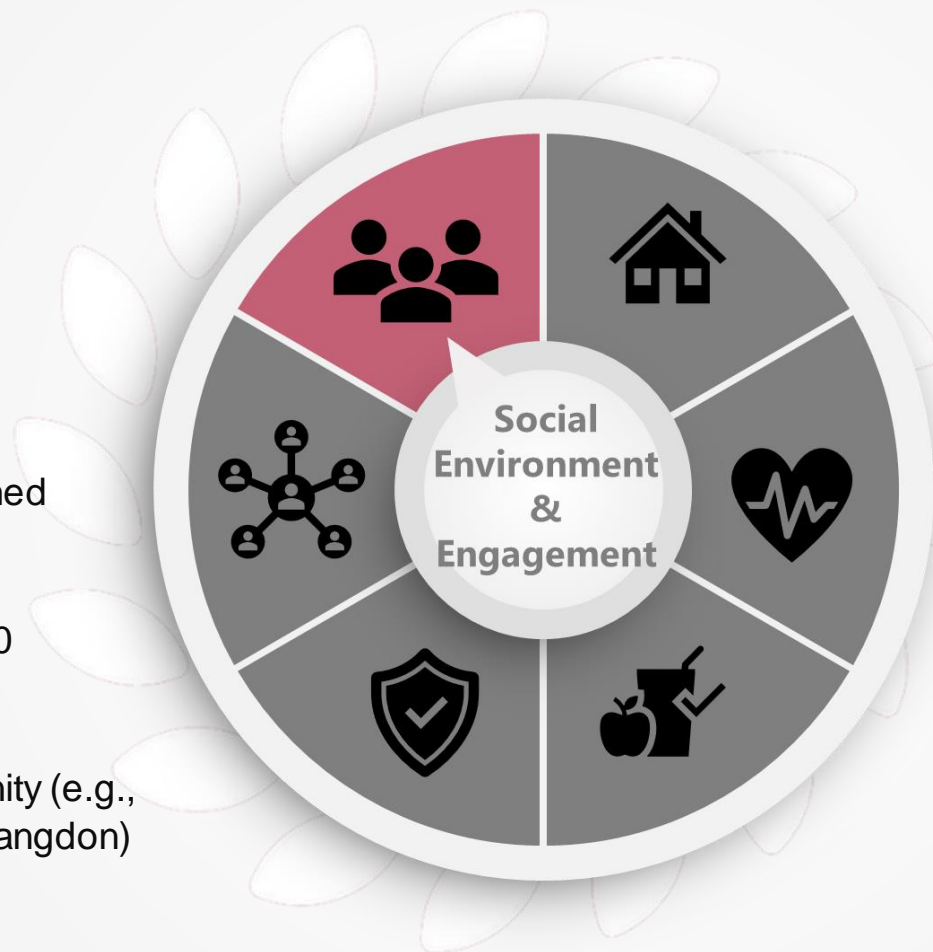 ned
0
nity (e.g.,
angdon)
Social
Environment
&
Engagement